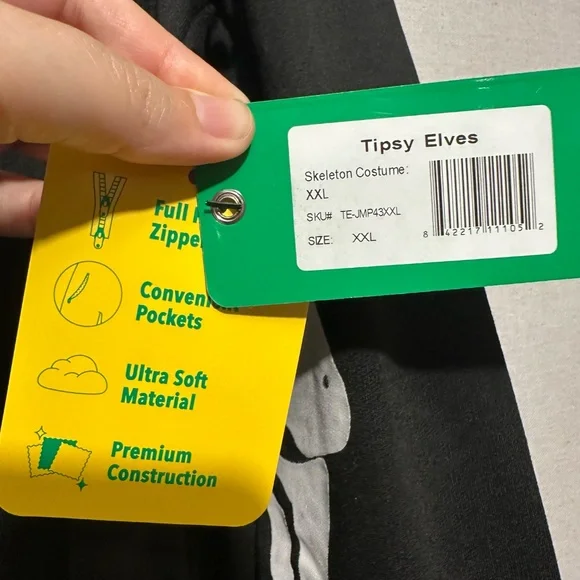 Tipsy Elves
Skeleton Costume:
XXL
SKU# TE-JMP43XXL
SIZE: XXL
8 42217 11105 2
Full
Zipper
Convenient
Pockets
Ultra Soft
Material
Premium
Construction